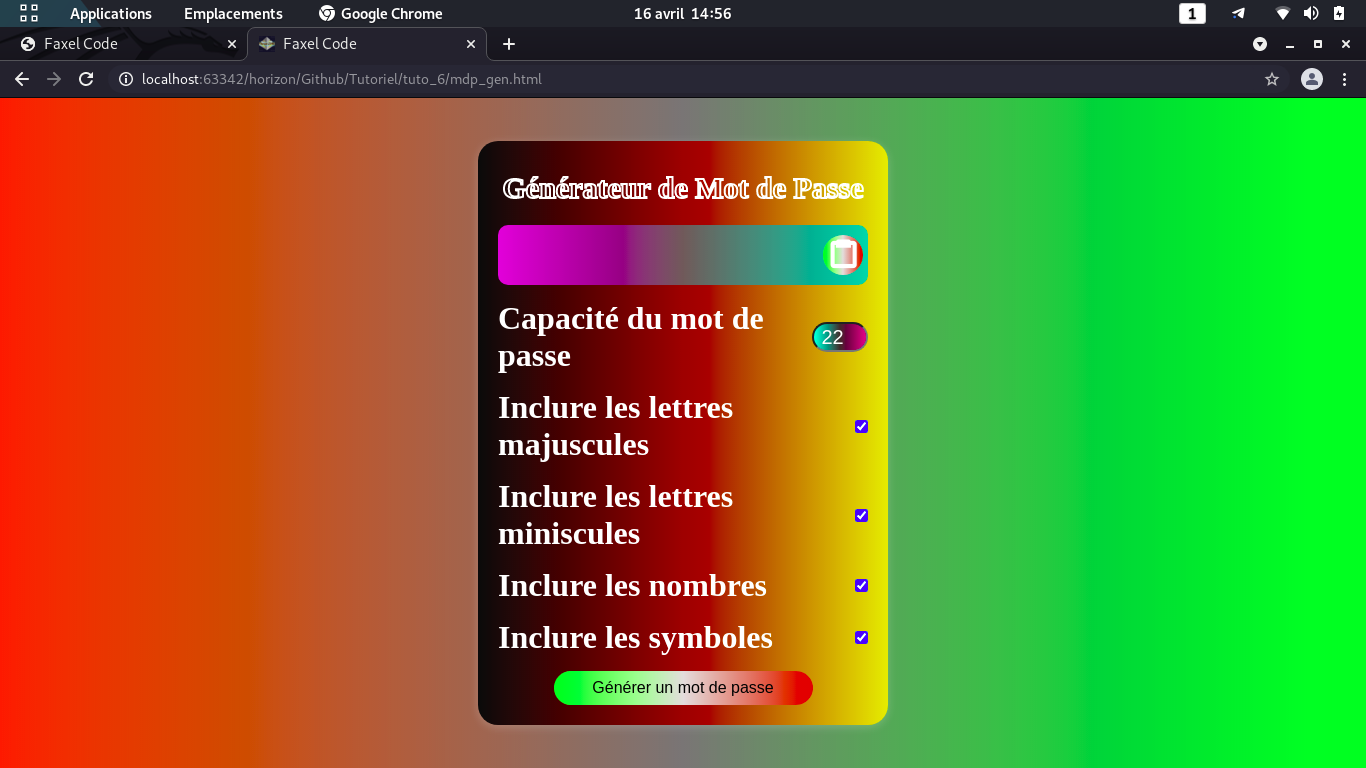 Applications Emplacements Google Chrome 16 avril 14:56 1
Faxel Code Faxel Code
localhost:63342/horizon/Github/Tutoriel/tuto_6/mdp_gen.html
Générateur de Mot de Passe
Capacité du mot de
passe
22
Inclure les lettres
majuscules
Inclure les lettres
miniscules
Inclure les nombres
Inclure les symboles
Générer un mot de passe